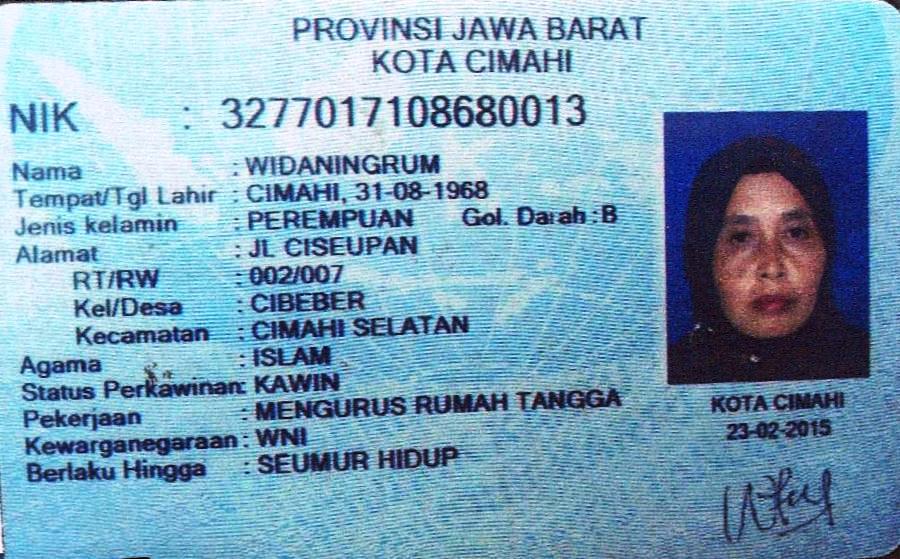 PROVINSI JAWA BARAT
KOTA CIMAHI
NIK : 3277017108680013
Nama : WIDANINGRUM
Tempat/Tgl Lahir : CIMAHI, 31-08-1968
Jenis kelamin : PEREMPUAN Gol. Darah : B
Alamat : JL CISEUPAN
RT/RW : 002/007
Kel/Desa : CIBEBER
Kecamatan : CIMAHI SELATAN
Agama : ISLAM
Status Perkawinan: KAWIN
Pekerjaan : MENGURUS RUMAH TANGGA
Kewarganegaraan : WNI
Berlaku Hingga : SEUMUR HIDUP
KOTA CIMAHI
23-02-2015